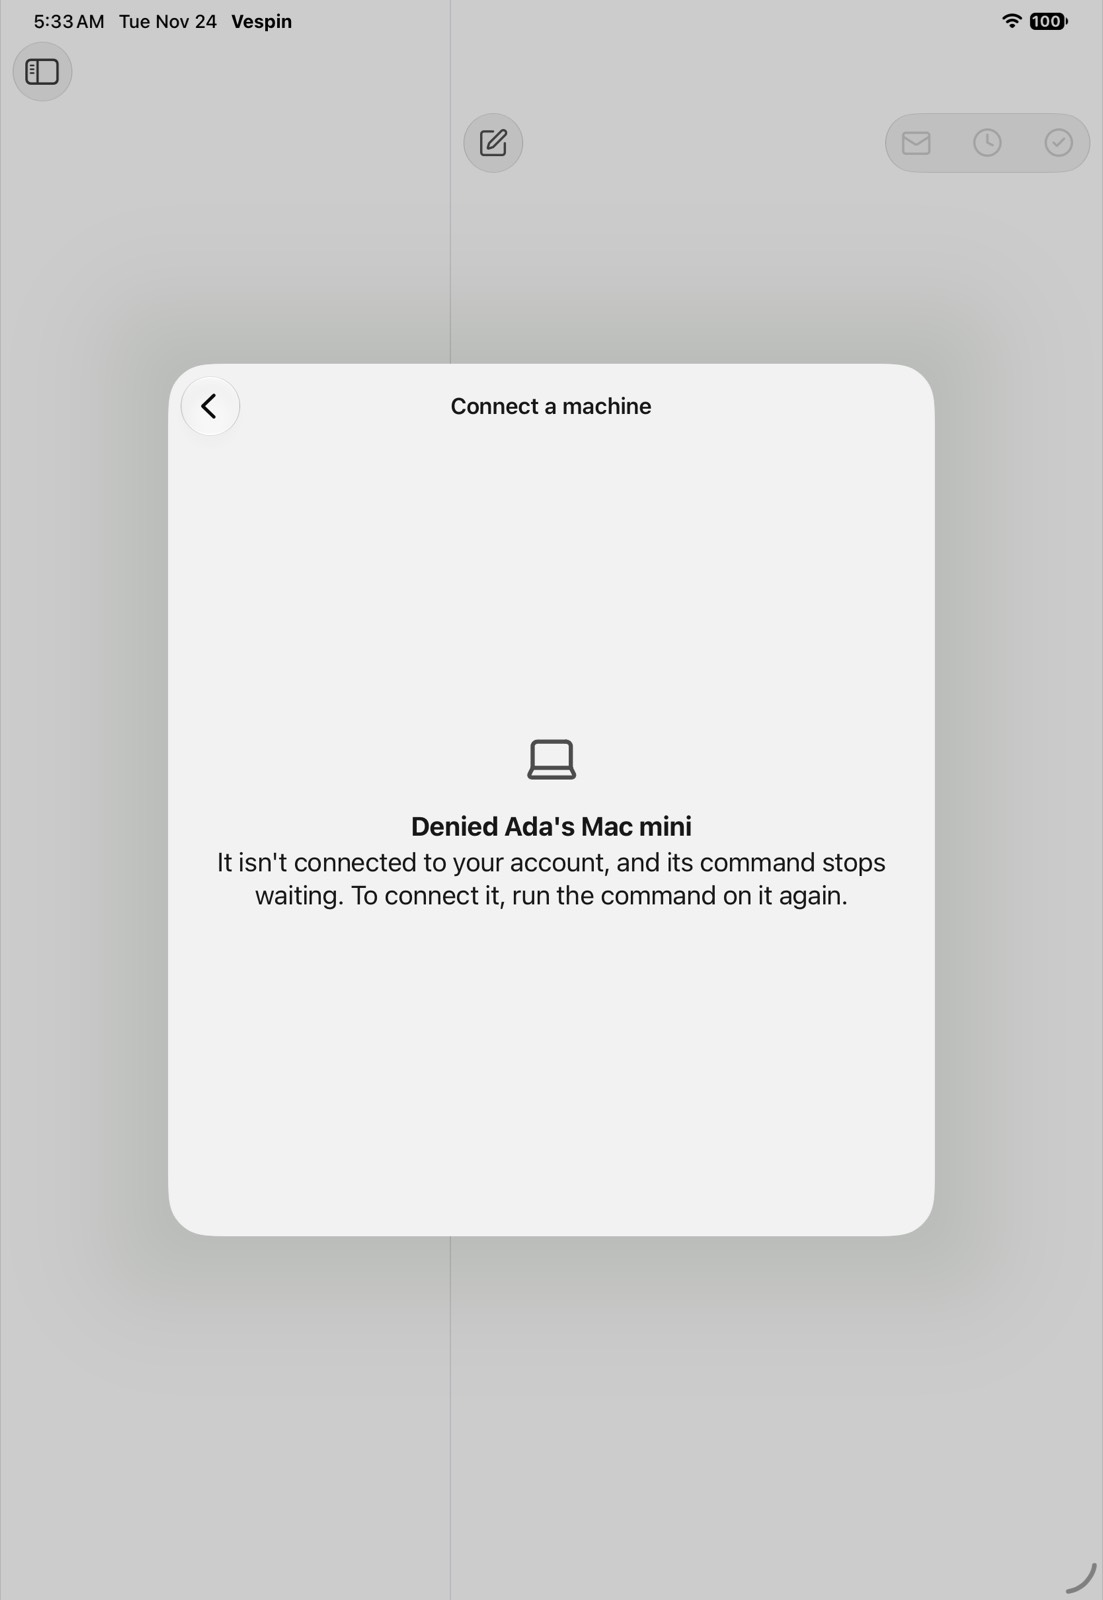 5:33 AM Tue Nov 24 Vespin
100
Connect a machine
Denied Ada's Mac mini
It isn't connected to your account, and its command stops
waiting. To connect it, run the command on it again.